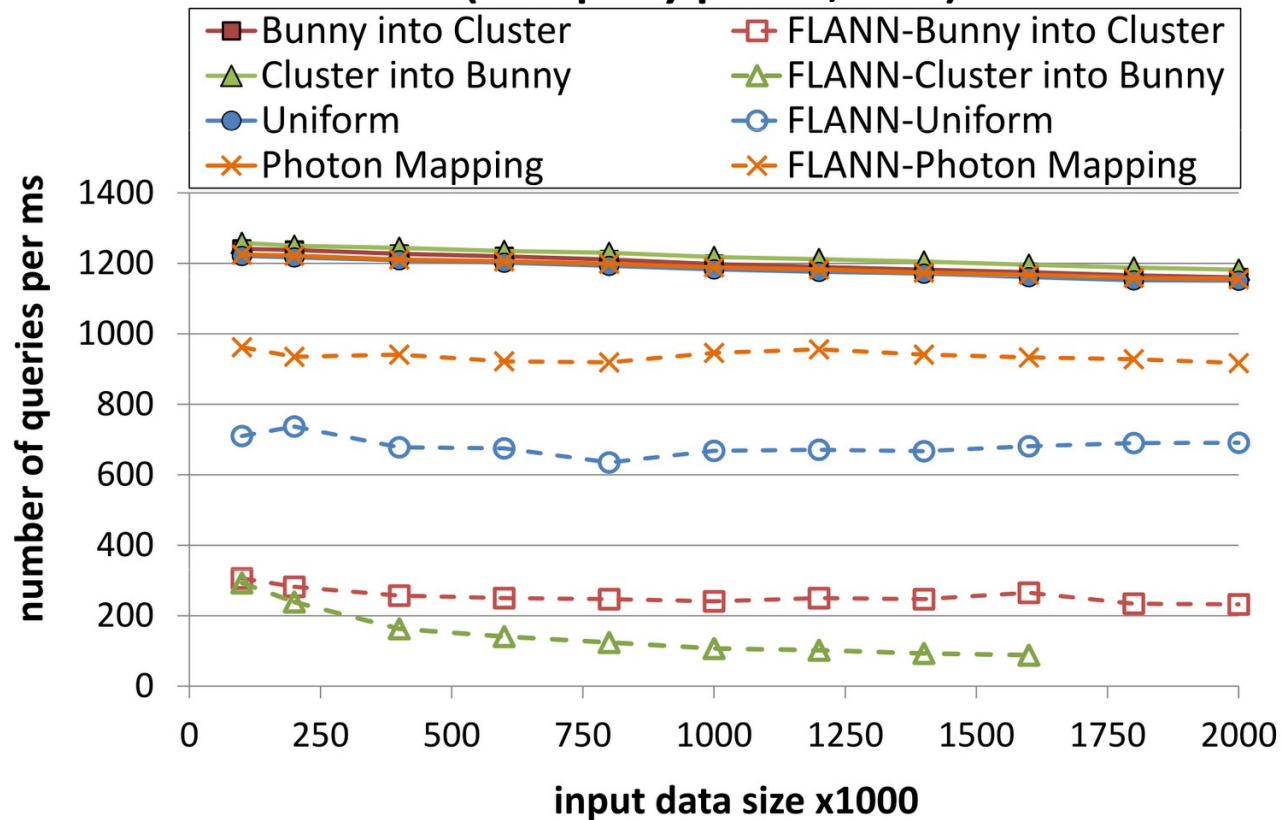 Bunny into Cluster
FLANN-Bunny into Cluster
Cluster into Bunny
FLANN-Cluster into Bunny
Uniform
FLANN-Uniform
Photon Mapping
FLANN-Photon Mapping
number of queries per ms
1400
1200
1000
800
600
400
200
0
0 250 500 750 1000 1250 1500 1750 2000
input data size x1000